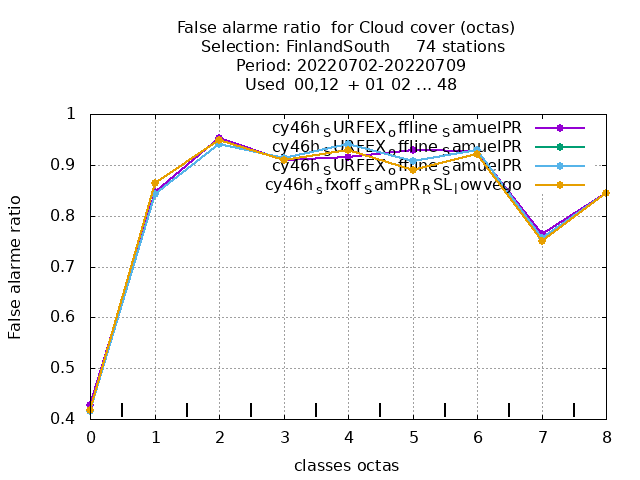 False alarme ratio  for Cloud cover (octas)
Selection: FinlandSouth     74 stations
Period: 20220702-20220709
Used  00,12  + 01 02 ... 48
cy46h_SURFEX_offline_SamuelPR
cy46h_SURFEX_offline_SamuelPR
cy46h_SURFEX_offline_SamuelPR
cy46h_sfxoff_SamPR_RSL_lowvego
1
0.9
0.8
0.7
0.6
0.5
0.4
False alarme ratio
0 1 2 3 4 5 6 7 8
classes octas